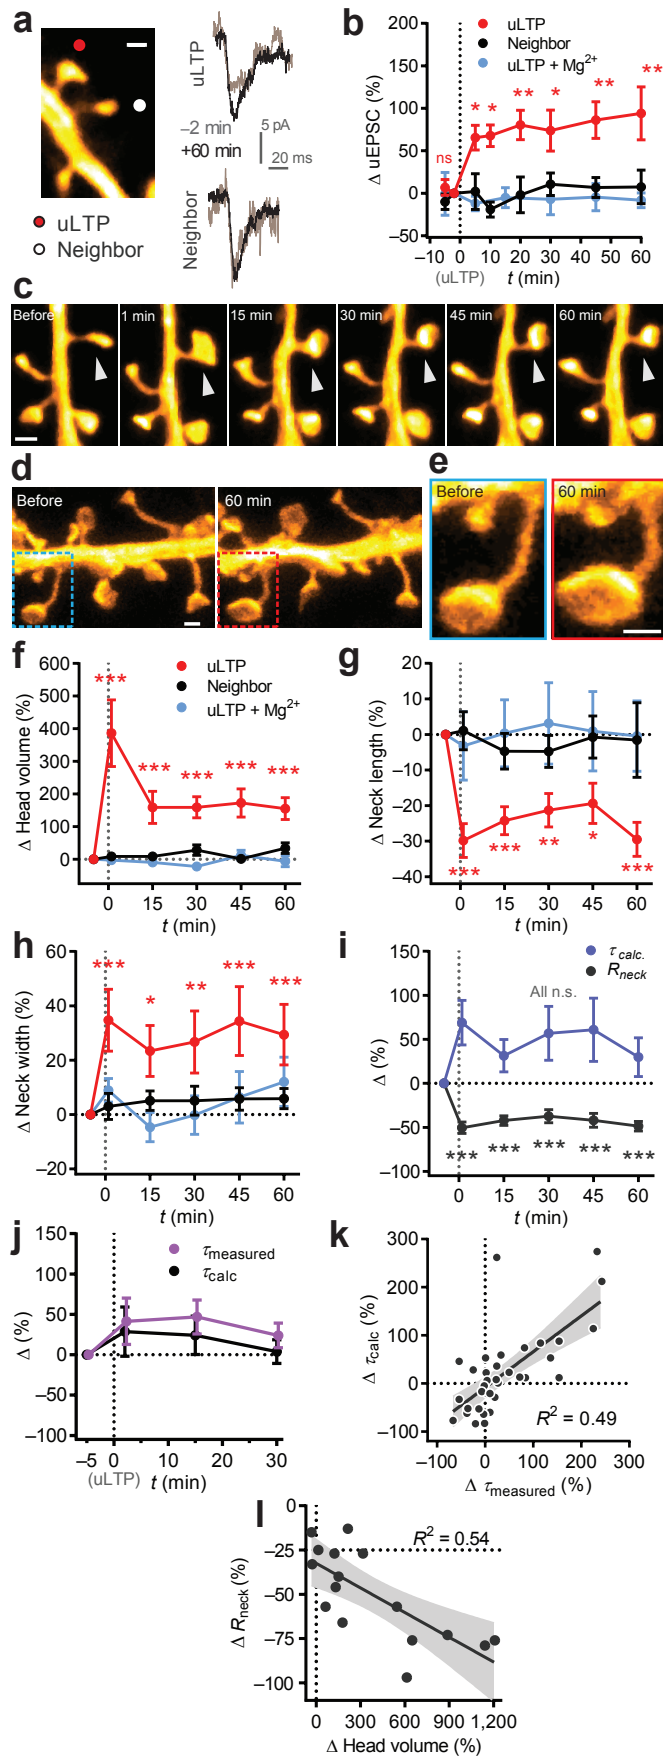 a
uLTP
–2 min
+60 min
5 pA
20 ms
Neighbor
uLTP
Neighbor
b
Δ uEPSC (%)
200
150
100
50
0
–50
uLTP
Neighbor
uLTP + Mg²⁺
ns
*
*
**
*
**
**
–10
0
10
20
30
40
50
60
(uLTP)
t (min)
c
Before
1 min
15 min
30 min
45 min
60 min
d
Before
60 min
e
Before
60 min
f
Δ Head volume (%)
600
500
400
300
200
100
0
uLTP
Neighbor
uLTP + Mg²⁺
***
***
***
***
***
0
15
30
45
60
t (min)
g
Δ Neck length (%)
20
10
0
–10
–20
–30
–40
***
***
**
*
***
0
15
30
45
60
t (min)
h
Δ Neck width (%)
60
40
20
0
–20
***
*
**
***
***
0
15
30
45
60
t (min)
i
Δ (%)
150
100
50
0
–50
–100
τ calc.
Rneck
All n.s.
***
***
***
***
***
0
15
30
45
60
t (min)
j
Δ (%)
150
100
50
0
–50
–100
τmeasured
τcalc
–5
0
10
20
30
(uLTP)
t (min)
k
Δ τcalc (%)
300
200
100
0
–100
R² = 0.49
–100
0
100
200
300
Δ τmeasured (%)
l
Δ Rneck (%)
0
–25
–50
–75
–100
R² = 0.54
0
300
600
900
1,200
Δ Head volume (%)